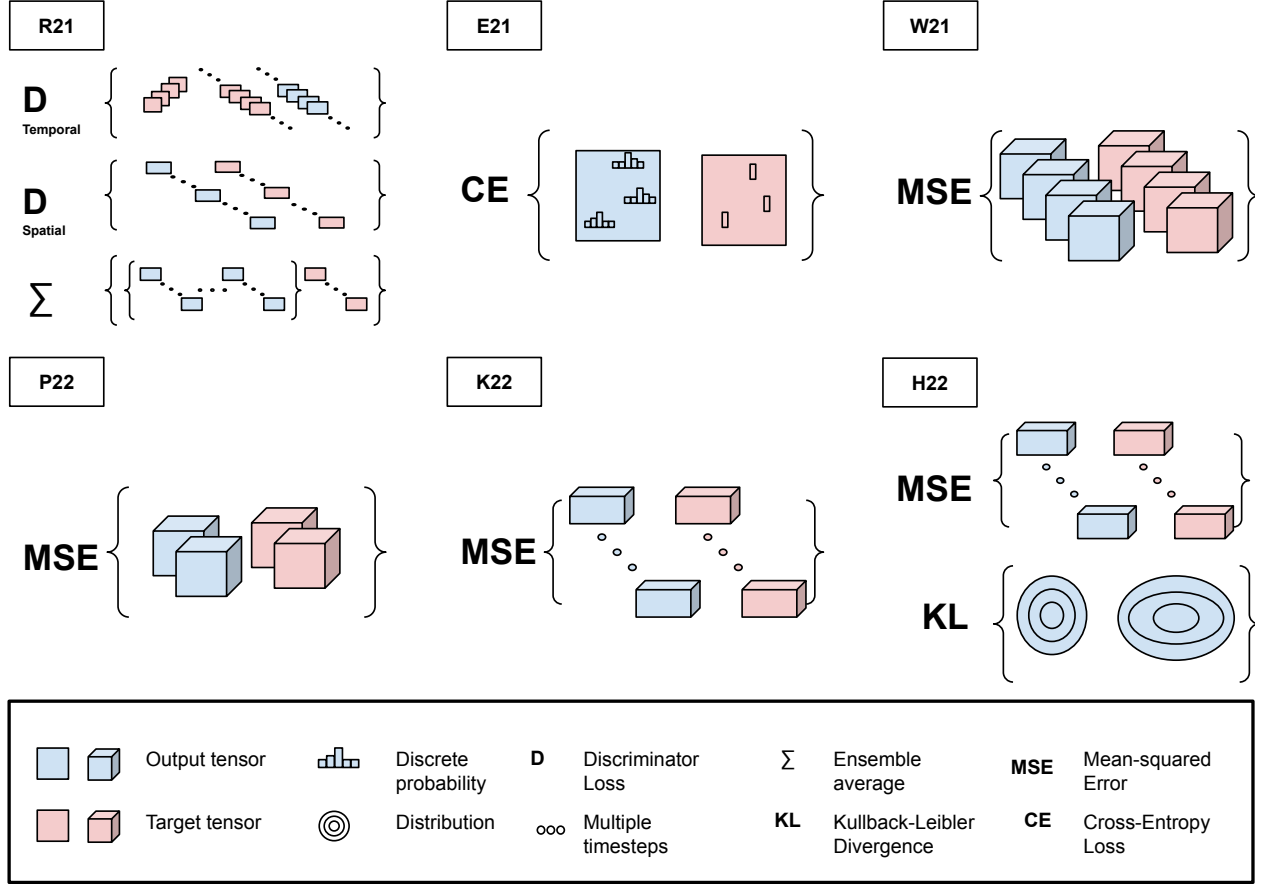 R21
E21
W21
D
Temporal
D
Spatial
∑
CE
MSE
P22
K22
H22
MSE
MSE
MSE
KL
Output tensor
Discrete
probability
D
Discriminator
Loss
∑
Ensemble
average
MSE
Mean-squared
Error
Target tensor
Distribution
Multiple
timesteps
KL
Kullback-Leibler
Divergence
CE
Cross-Entropy
Loss